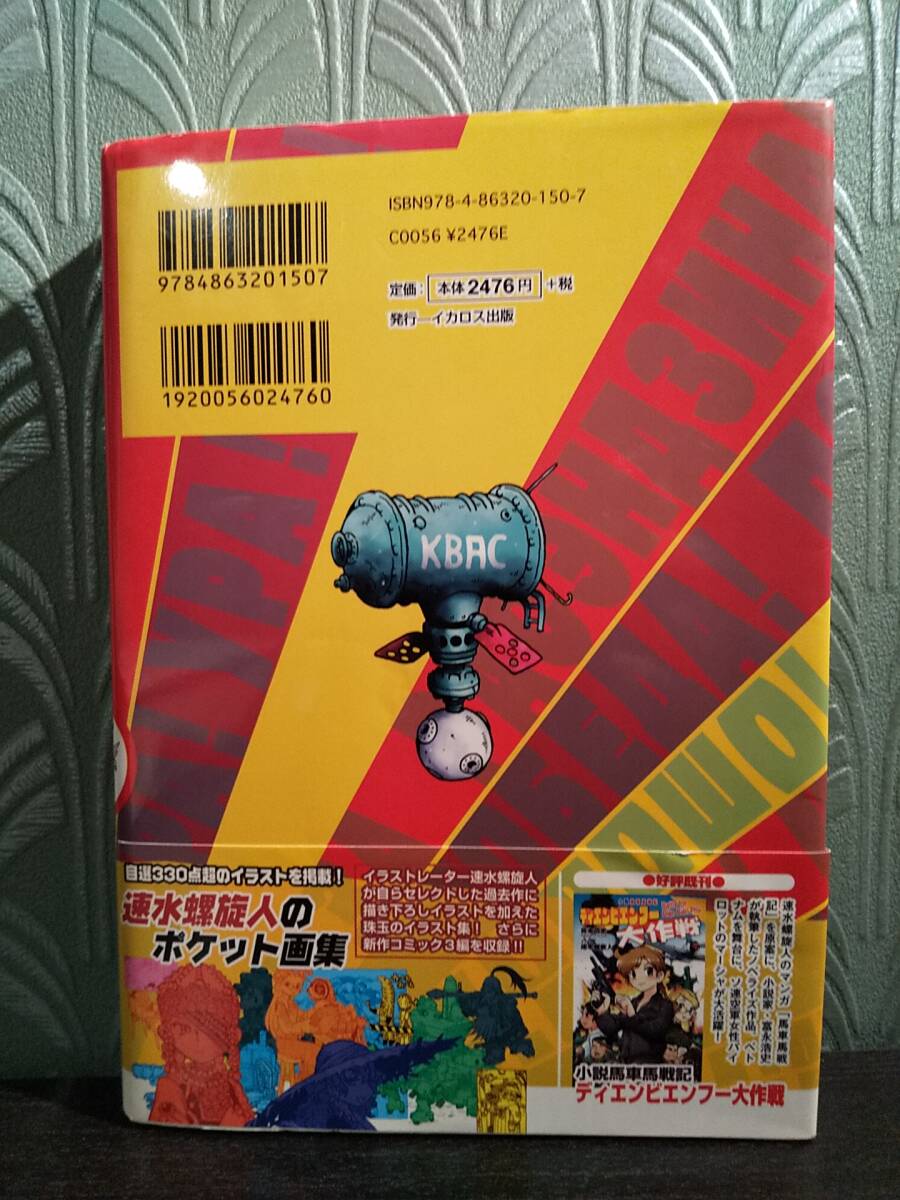 ISBN978-4-86320-150-7
C0056 ¥2476E
9784863201507
定価: 本体2476円 +税
発行―イカロス出版
1920056024760
KBAC
УРА!
自選330点超のイラストを掲載!
速水螺旋人の
ポケット画集
イラストレーター速水螺旋人
が自らセレクトした過去作に
描き下ろしイラストを加えた
珠玉のイラスト集! さらに
新作コミック3編を収録!!
●好評既刊●
ディエンビエンフー
大作戦
小説馬車馬戦記
速水螺旋人のマンガ「馬車馬戦
記」を原案に、小説家・富永浩史
が執筆したノベライズ作品。ベト
ナムを舞台に、ソ連空軍女性パイ
ロットのマーシャが大活躍!
ディエンビエンフー大作戦